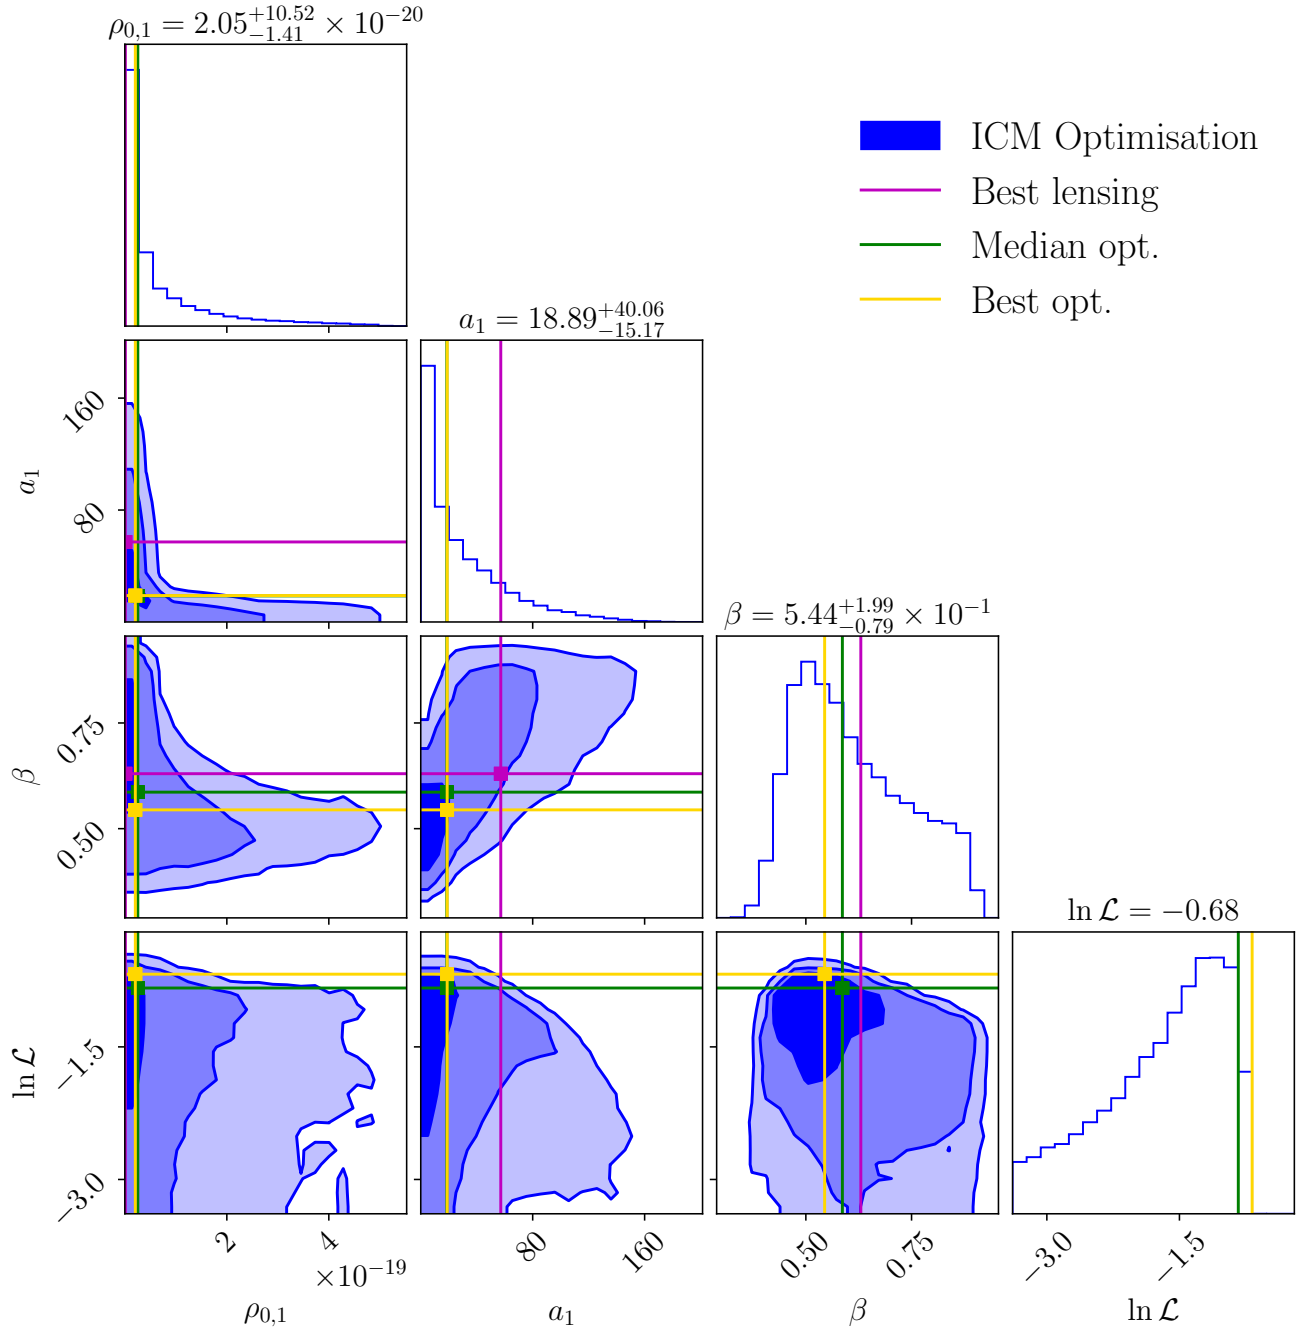 ρ₀,₁ = 2.05⁺¹⁰·⁵²₋₁.₄₁ × 10⁻²⁰
ICM Optimisation
Best lensing
Median opt.
Best opt.
a₁ = 18.89⁺⁴⁰·⁰⁶₋₁₅.₁₇
160
80
a₁
β = 5.44⁺¹·⁹⁹₋₀.₇₉ × 10⁻¹
0.75
0.50
β
ln ℒ = −0.68
−1.5
−3.0
ln ℒ
2 4 80 160 0.50 0.75 −3.0 −1.5
×10⁻¹⁹
ρ₀,₁ a₁ β ln ℒ